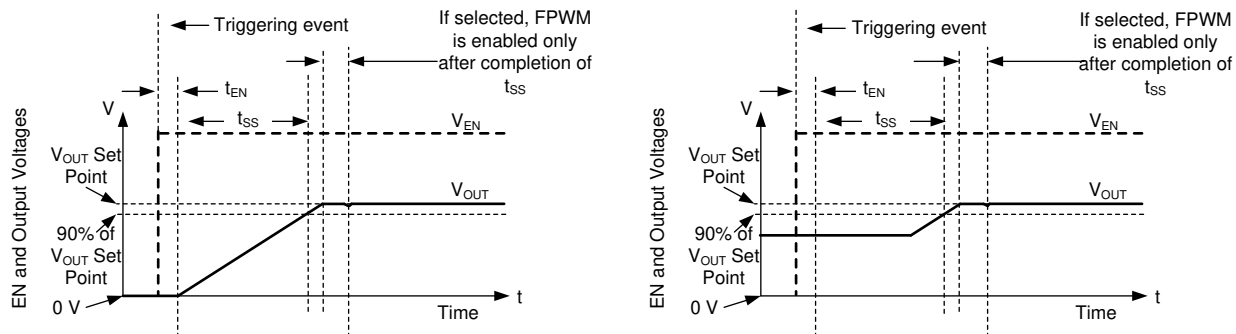 Triggering event
If selected, FPWM
is enabled only
after completion of
tSS
tEN
tSS
V
VEN
VOUT Set
Point
VOUT
90% of
VOUT Set
Point
0 V
t
Time
EN and Output Voltages
Triggering event
If selected, FPWM
is enabled only
after completion of
tSS
tEN
tSS
V
VEN
VOUT Set
Point
VOUT
90% of
VOUT Set
Point
0 V
t
Time
EN and Output Voltages